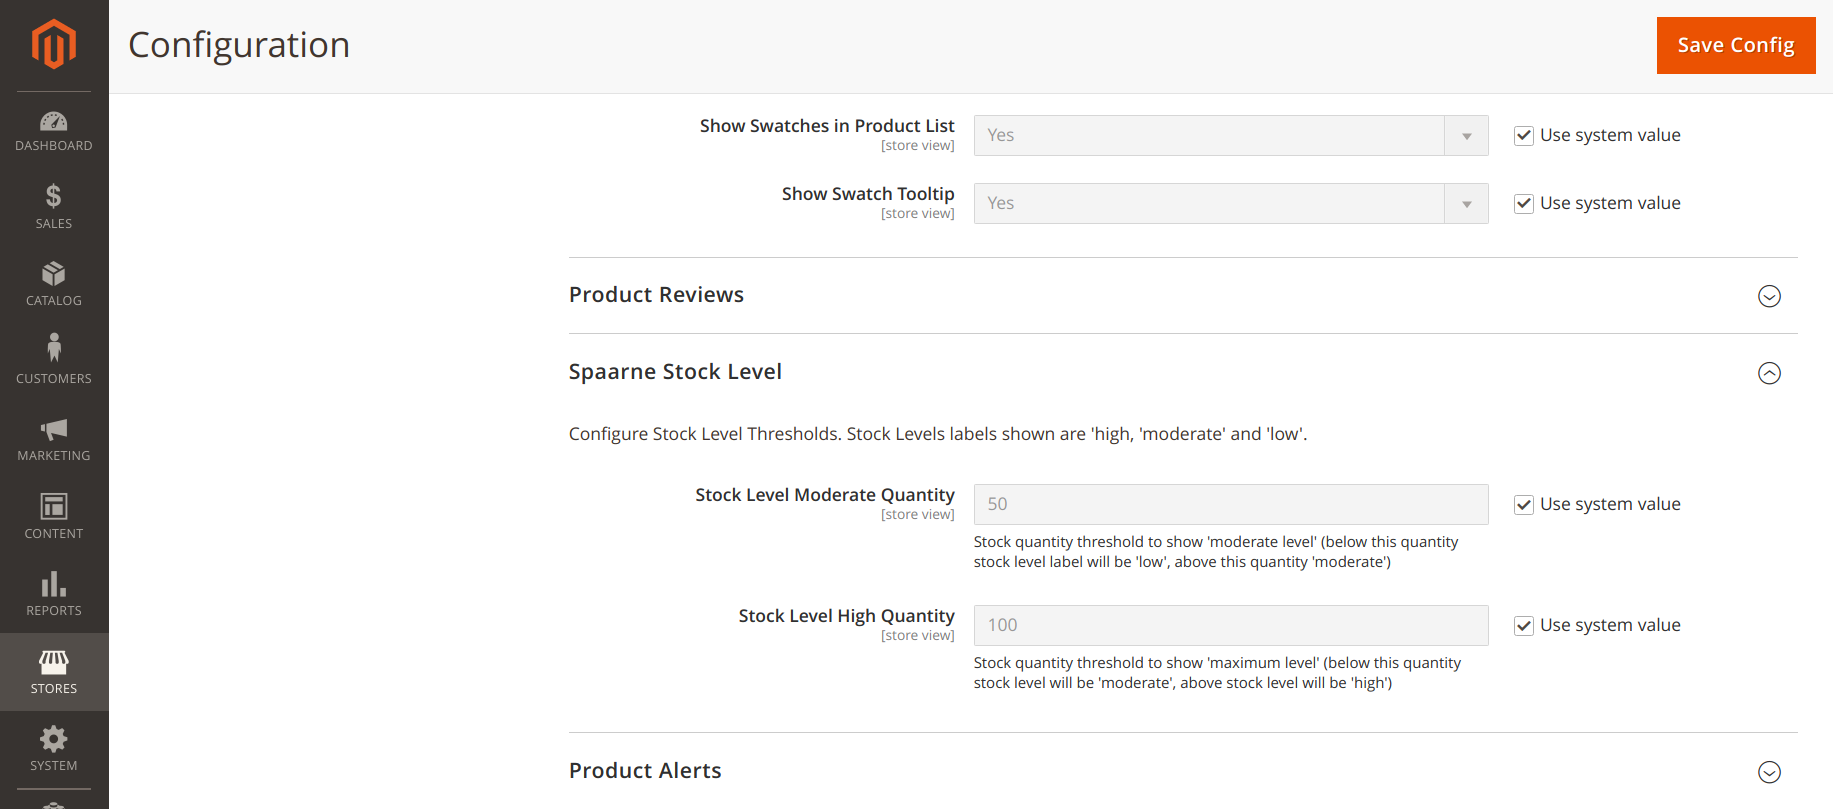 Configuration
Save Config
DASHBOARD
SALES
CATALOG
CUSTOMERS
MARKETING
CONTENT
REPORTS
STORES
SYSTEM
Show Swatches in Product List
[store view]
Yes
Use system value
Show Swatch Tooltip
[store view]
Yes
Use system value
Product Reviews
Spaarne Stock Level
Configure Stock Level Thresholds. Stock Levels labels shown are 'high, 'moderate' and 'low'.
Stock Level Moderate Quantity
[store view]
50
Use system value
Stock quantity threshold to show 'moderate level' (below this quantity
stock level label will be 'low', above this quantity 'moderate')
Stock Level High Quantity
[store view]
100
Use system value
Stock quantity threshold to show 'maximum level' (below this quantity
stock level will be 'moderate', above stock level will be 'high')
Product Alerts